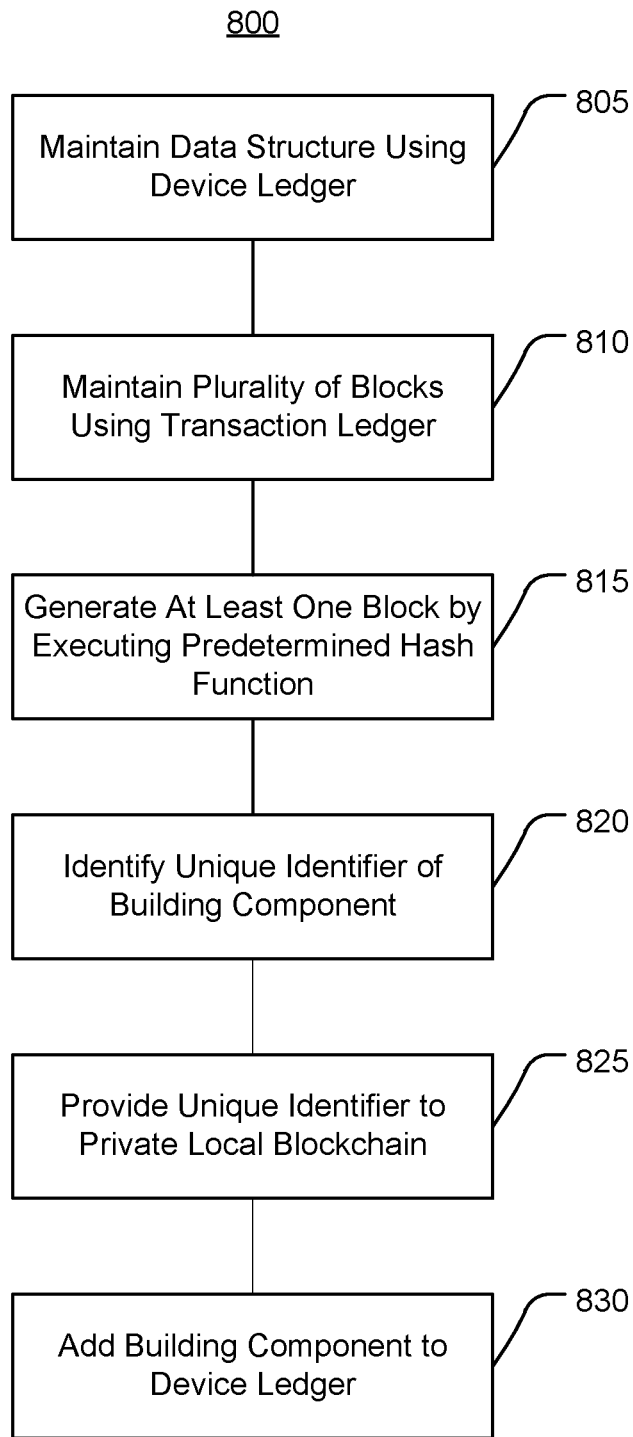 800
805
Maintain Data Structure Using
Device Ledger
810
Maintain Plurality of Blocks
Using Transaction Ledger
815
Generate At Least One Block by
Executing Predetermined Hash
Function
820
Identify Unique Identifier of
Building Component
825
Provide Unique Identifier to
Private Local Blockchain
830
Add Building Component to
Device Ledger